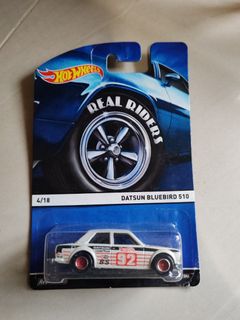 Hot Wheels
REAL RIDERS
4/18
DATSUN BLUEBIRD 510
92